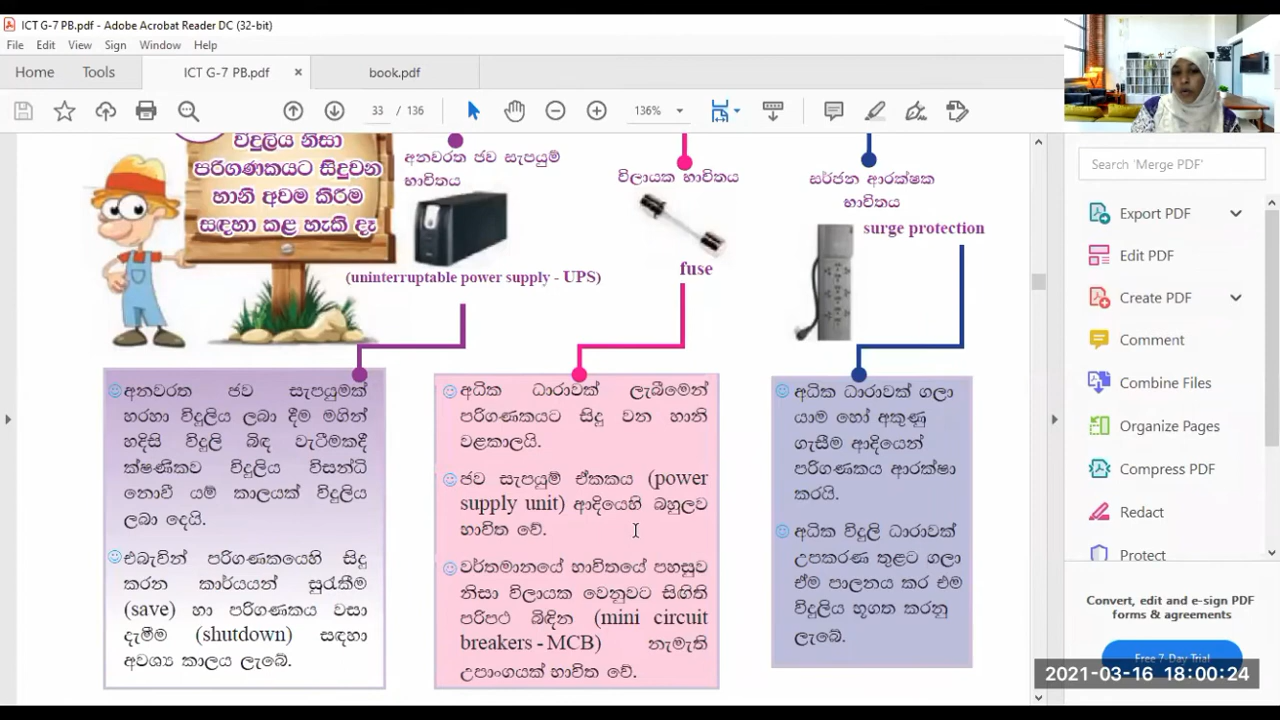 ICT G-7 PB.pdf - Adobe Acrobat Reader DC (32-bit)
File Edit View Sign Window Help
Home Tools ICT G-7 PB.pdf × book.pdf
33 / 136 136%
විදුලිය නිසා
පරිගණකයට සිදුවන
හානි අවම කිරීම
සඳහා කළ හැකි දෑ
අනවරත ජව සැපයුම්
භාවිතය
(uninterruptable power supply - UPS)
විලායක භාවිතය
fuse
සර්ජන ආරක්ෂක
භාවිතය
surge protection
අනවරත ජව සැපයුමක්
හරහා විදුලිය ලබා දීම මගින්
හදිසි විදුලි බිඳ වැටීමකදී
ක්ෂණිකව විදුලිය විසන්ධි
නොවී යම් කාලයක් විදුලිය
ලබා දෙයි.
එබැවින් පරිගණකයෙහි සිදු
කරන කාර්යයන් සුරැකීම
(save) හා පරිගණකය වසා
දැමීම (shutdown) සඳහා
අවශ්‍ය කාලය ලැබේ.
අධික ධාරාවක් ලැබීමෙන්
පරිගණකයට සිදු වන හානි
වළකාලයි.
ජව සැපයුම් ඒකකය (power
supply unit) ආදියෙහි බහුලව
භාවිත වේ.
වර්තමානයේ භාවිතයේ පහසුව
නිසා විලායක වෙනුවට සිඟිති
පරිපථ බිඳින (mini circuit
breakers - MCB) නැමැති
උපාංගයක් භාවිත වේ.
අධික ධාරාවක් ගලා
යාම හෝ අකුණු
ගැසීම ආදියෙන්
පරිගණකය ආරක්ෂා
කරයි.
අධික විදුලි ධාරාවක්
උපකරණ තුළට ගලා
ඒම පාලනය කර එම
විදුලිය භූගත කරනු
ලැබේ.
Search 'Merge PDF'
Export PDF
Edit PDF
Create PDF
Comment
Combine Files
Organize Pages
Compress PDF
Redact
Protect
Convert, edit and e-sign PDF
forms & agreements
Free 7-Day Trial
2021-03-16 18:00:24